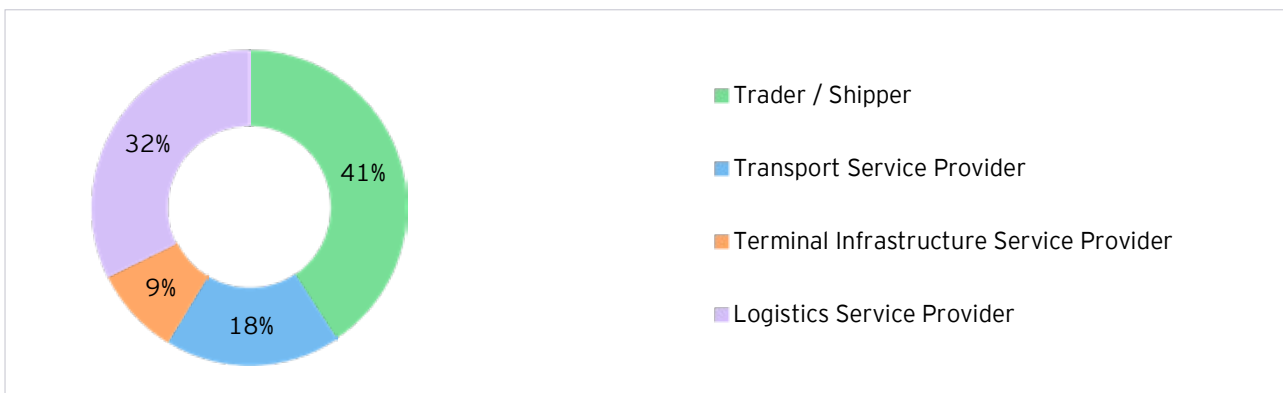 32%
41%
9%
18%
Trader / Shipper
Transport Service Provider
Terminal Infrastructure Service Provider
Logistics Service Provider